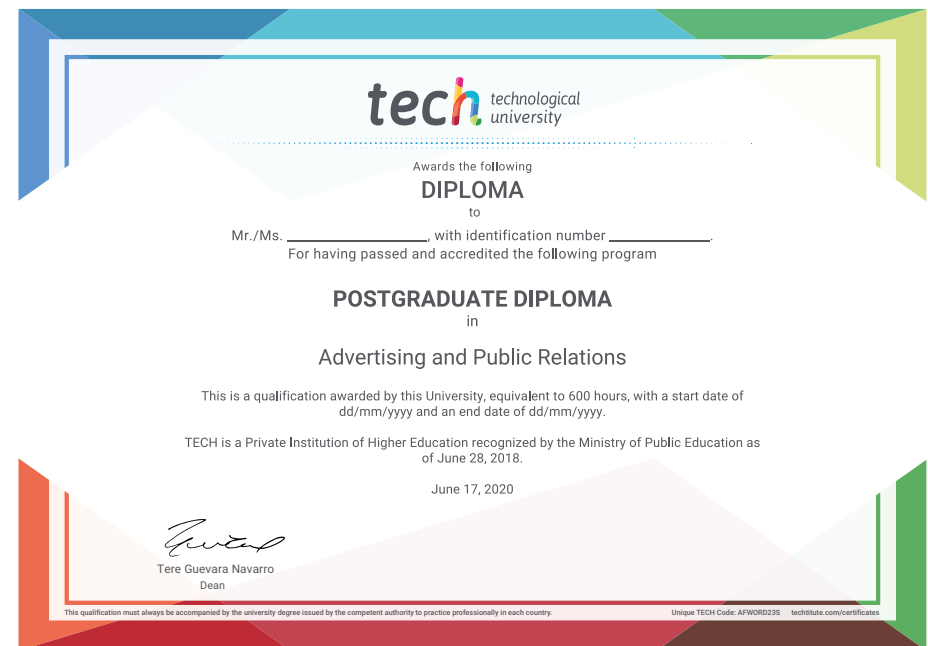 tech technological
university
Awards the following
DIPLOMA
to
Mr./Ms. ____________________, with identification number ______________.
For having passed and accredited the following program
POSTGRADUATE DIPLOMA
in
Advertising and Public Relations
This is a qualification awarded by this University, equivalent to 600 hours, with a start date of
dd/mm/yyyy and an end date of dd/mm/yyyy.
TECH is a Private Institution of Higher Education recognized by the Ministry of Public Education as
of June 28, 2018.
June 17, 2020
Tere Guevara Navarro
Dean
This qualification must always be accompanied by the university degree issued by the competent authority to practice professionally in each country. Unique TECH Code: AFWORD23S techtitute.com/certificates